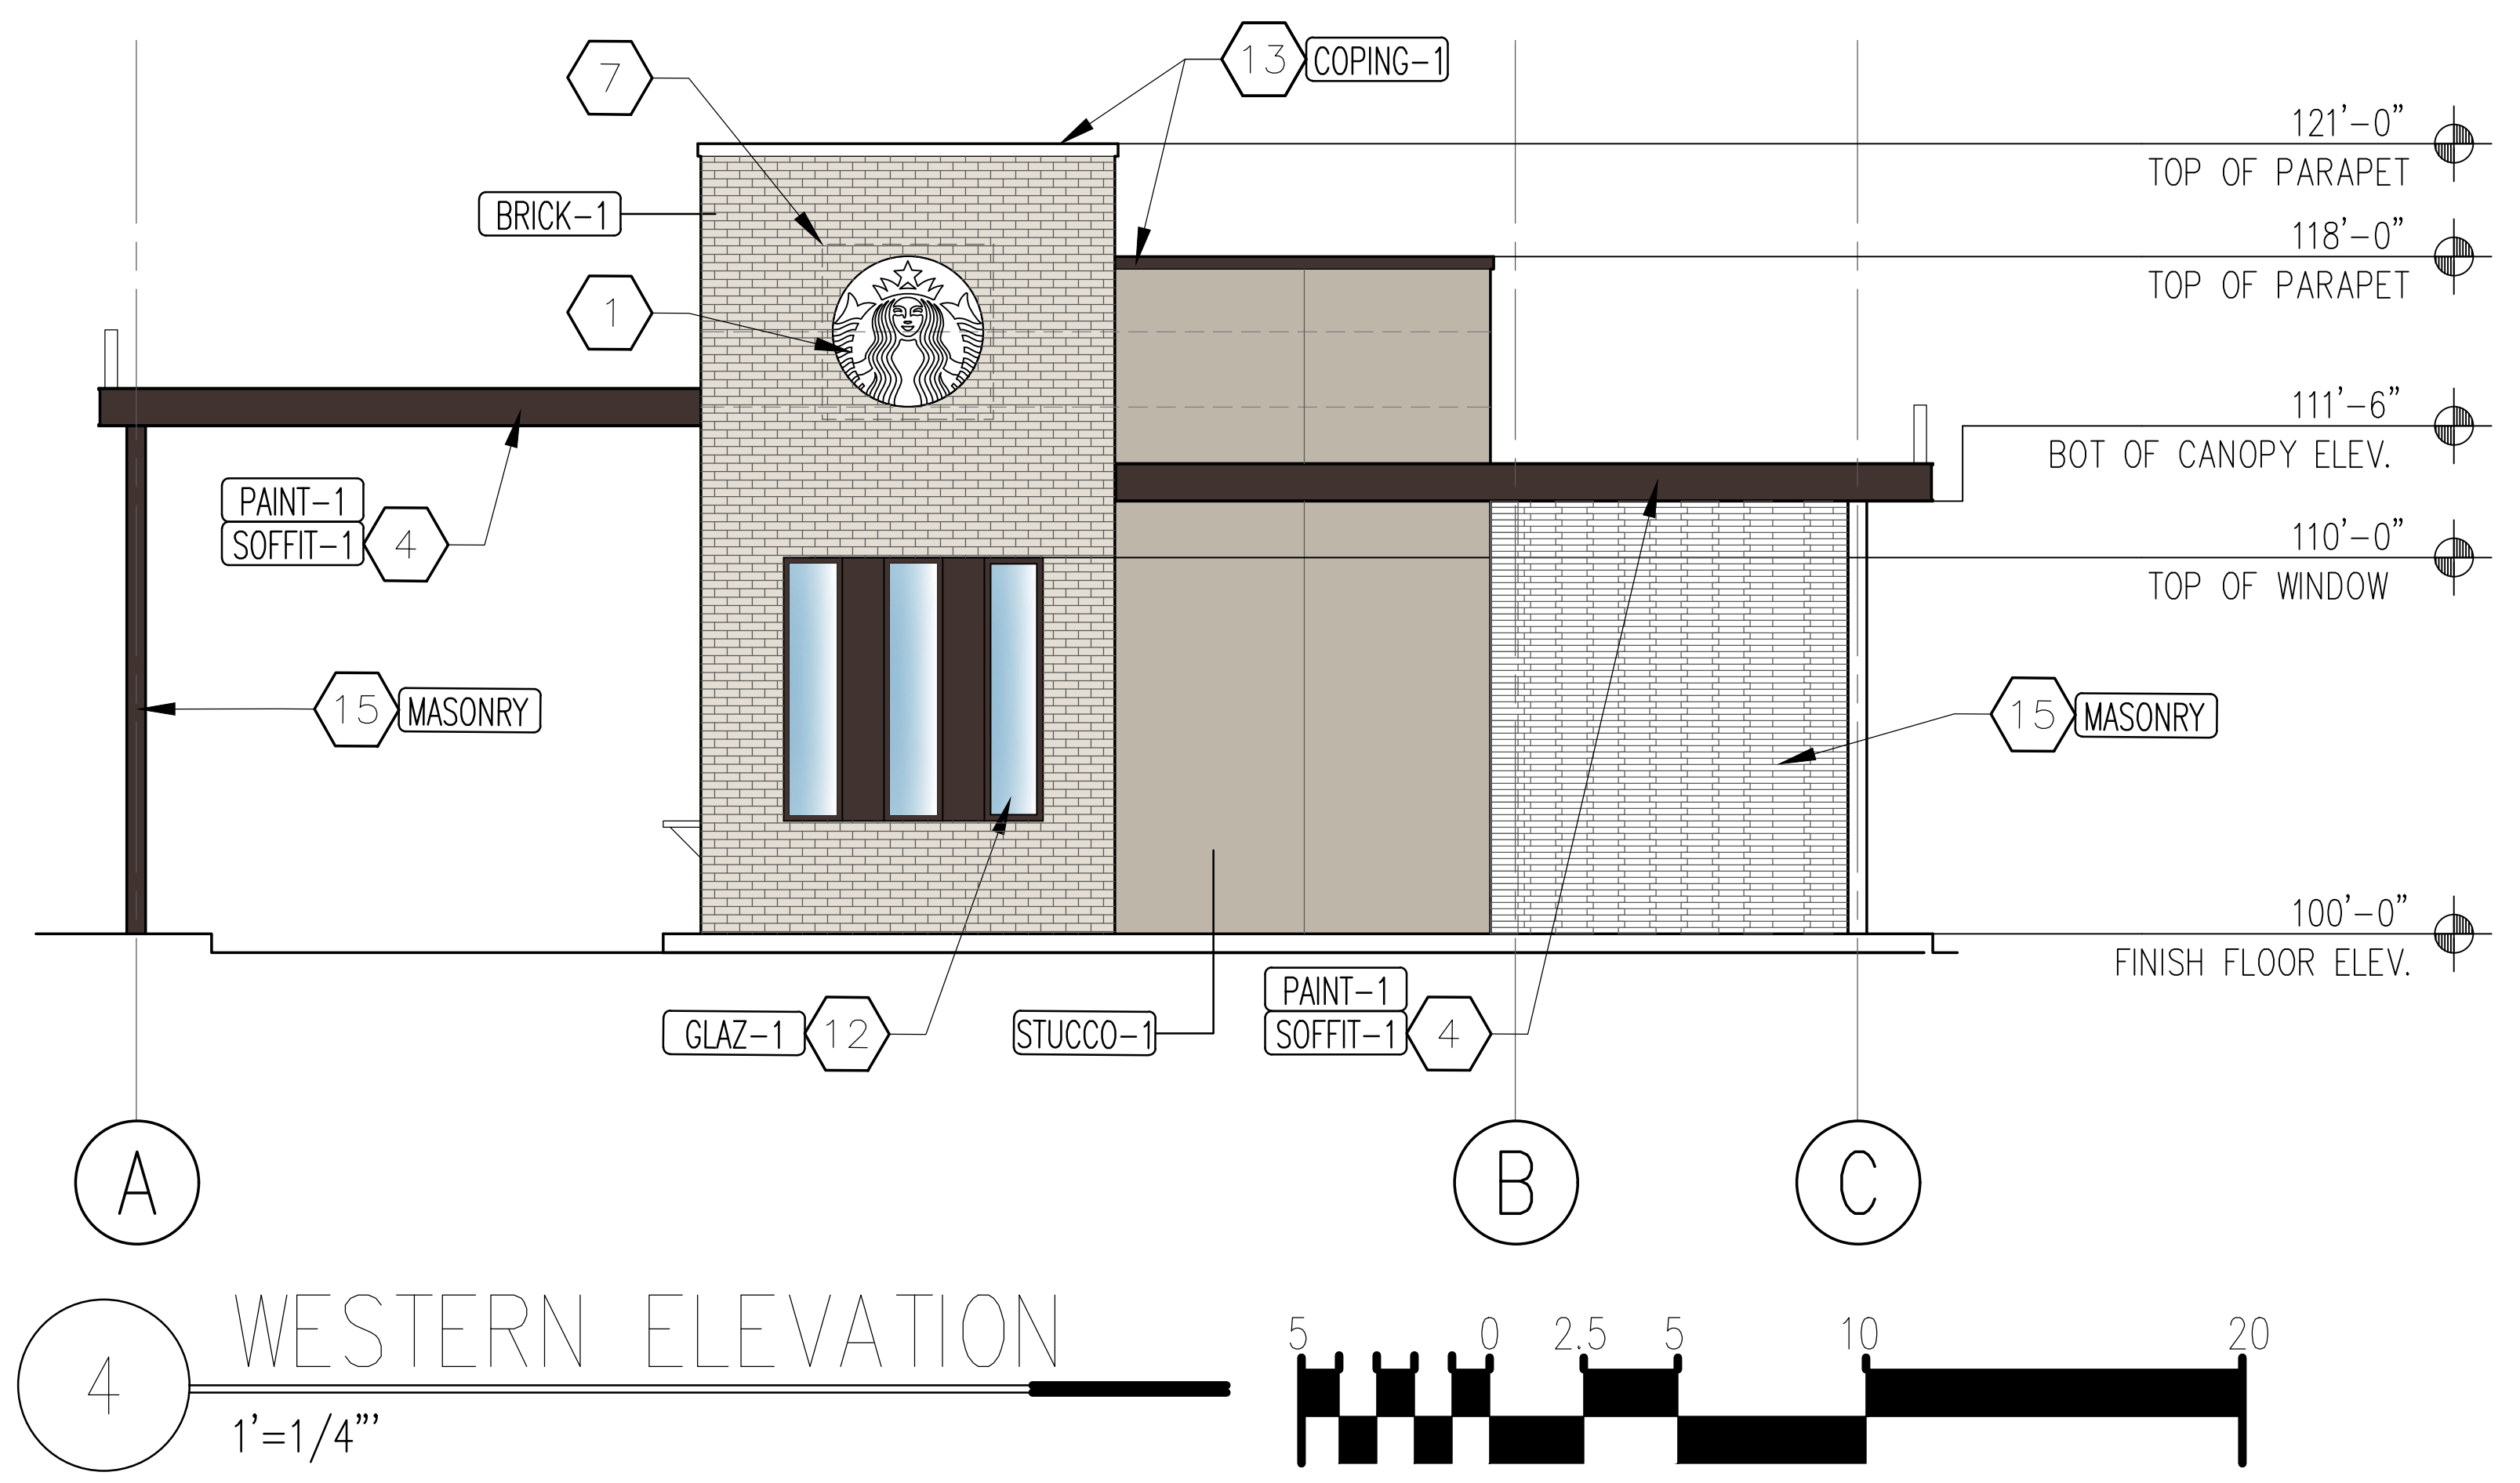 7
13 COPING-1
121'-0"
TOP OF PARAPET
BRICK-1
118'-0"
TOP OF PARAPET
1
111'-6"
BOT OF CANOPY ELEV.
PAINT-1
SOFFIT-1 4
110'-0"
TOP OF WINDOW
15 MASONRY
15 MASONRY
100'-0"
FINISH FLOOR ELEV.
GLAZ-1 12
STUCCO-1
PAINT-1
SOFFIT-1 4
A
B
C
4
WESTERN ELEVATION
1'=1/4"'
5 0 2.5 5 10 20